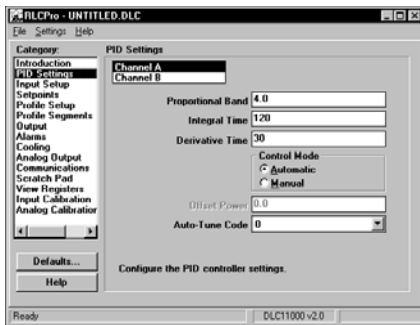 RLCPro - UNTITLED.DLC
File Settings Help
Category:
Introduction
PID Settings
Input Setup
Setpoints
Profile Setup
Profile Segments
Output
Alarms
Cooling
Analog Output
Communications
Scratch Pad
View Registers
Input Calibration
Analog Calibration
Defaults...
Help
PID Settings
Channel A
Channel B
Proportional Band 4.0
Integral Time 120
Derivative Time 30
Control Mode
Automatic
Manual
Offset Power 0.0
Auto-Tune Code 0
Configure the PID controller settings.
Ready DLC11000 v2.0